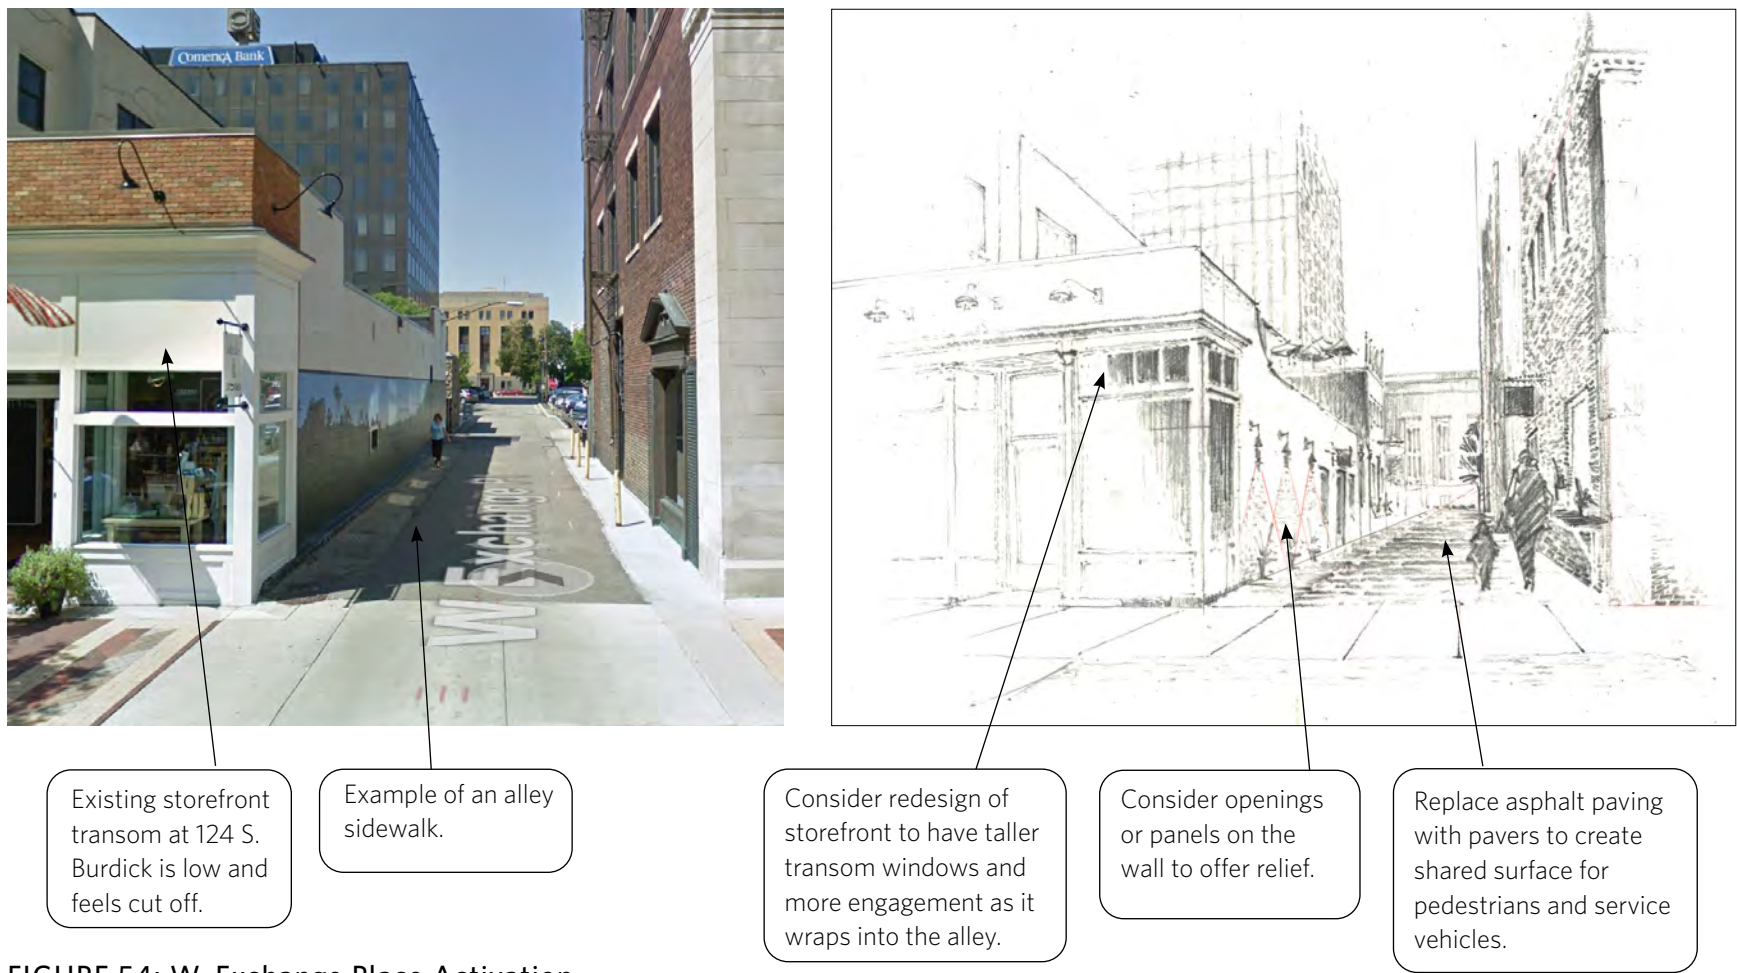 Comerica Bank
W Exchange Pl
Existing storefront
transom at 124 S.
Burdick is low and
feels cut off.
Example of an alley
sidewalk.
Consider redesign of
storefront to have taller
transom windows and
more engagement as it
wraps into the alley.
Consider openings
or panels on the
wall to offer relief.
Replace asphalt paving
with pavers to create
shared surface for
pedestrians and service
vehicles.
FIGURE 54: W. Exchange Place Activation